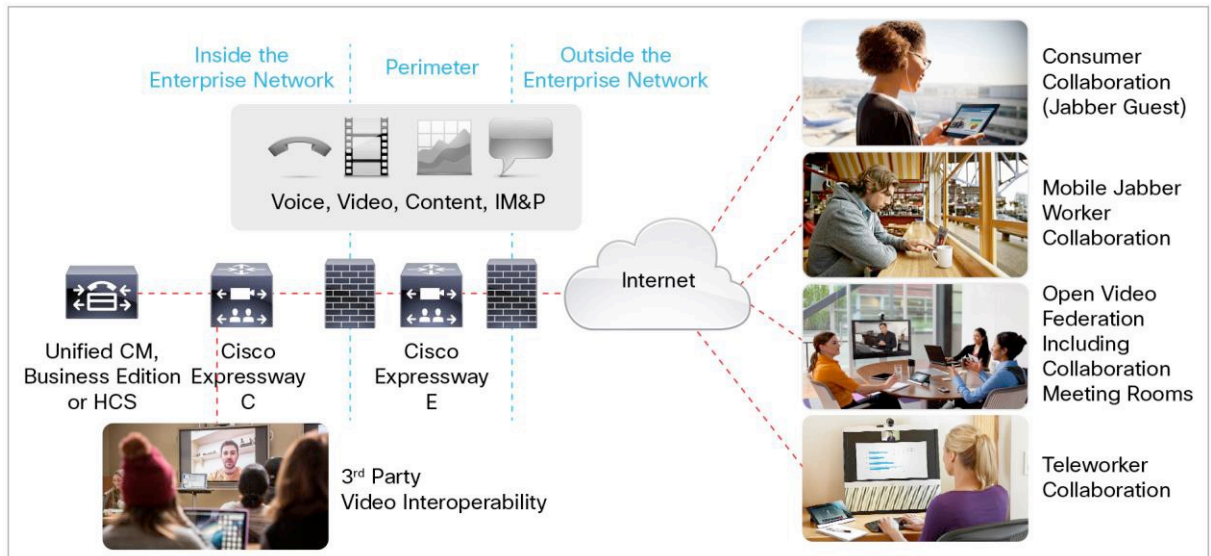 Inside the
Enterprise Network
Perimeter
Outside the
Enterprise Network
Voice, Video, Content, IM&P
Internet
Unified CM,
Business Edition
or HCS
Cisco
Expressway
C
Cisco
Expressway
E
3rd Party
Video Interoperability
Consumer
Collaboration
(Jabber Guest)
Mobile Jabber
Worker
Collaboration
Open Video
Federation
Including
Collaboration
Meeting Rooms
Teleworker
Collaboration